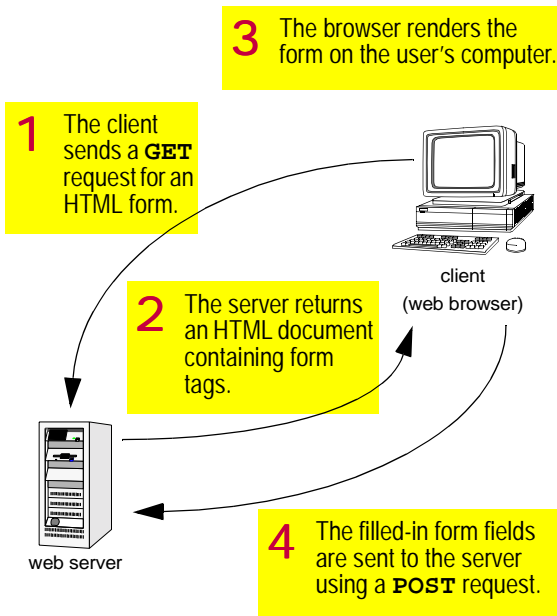 3 The browser renders the
form on the user's computer.
1 The client
sends a GET
request for an
HTML form.
client
(web browser)
2 The server returns
an HTML document
containing form
tags.
web server
4 The filled-in form fields
are sent to the server
using a POST request.